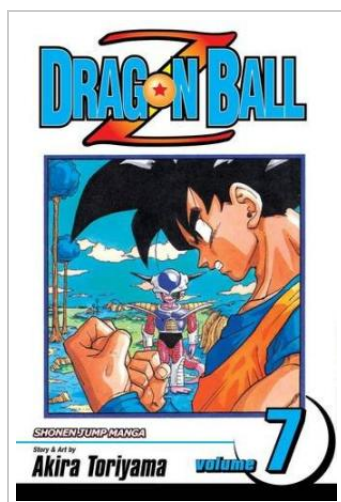 DRAGON BALL
Z
SHONEN JUMP MANGA
Story & Art by
Akira Toriyama
volume 7